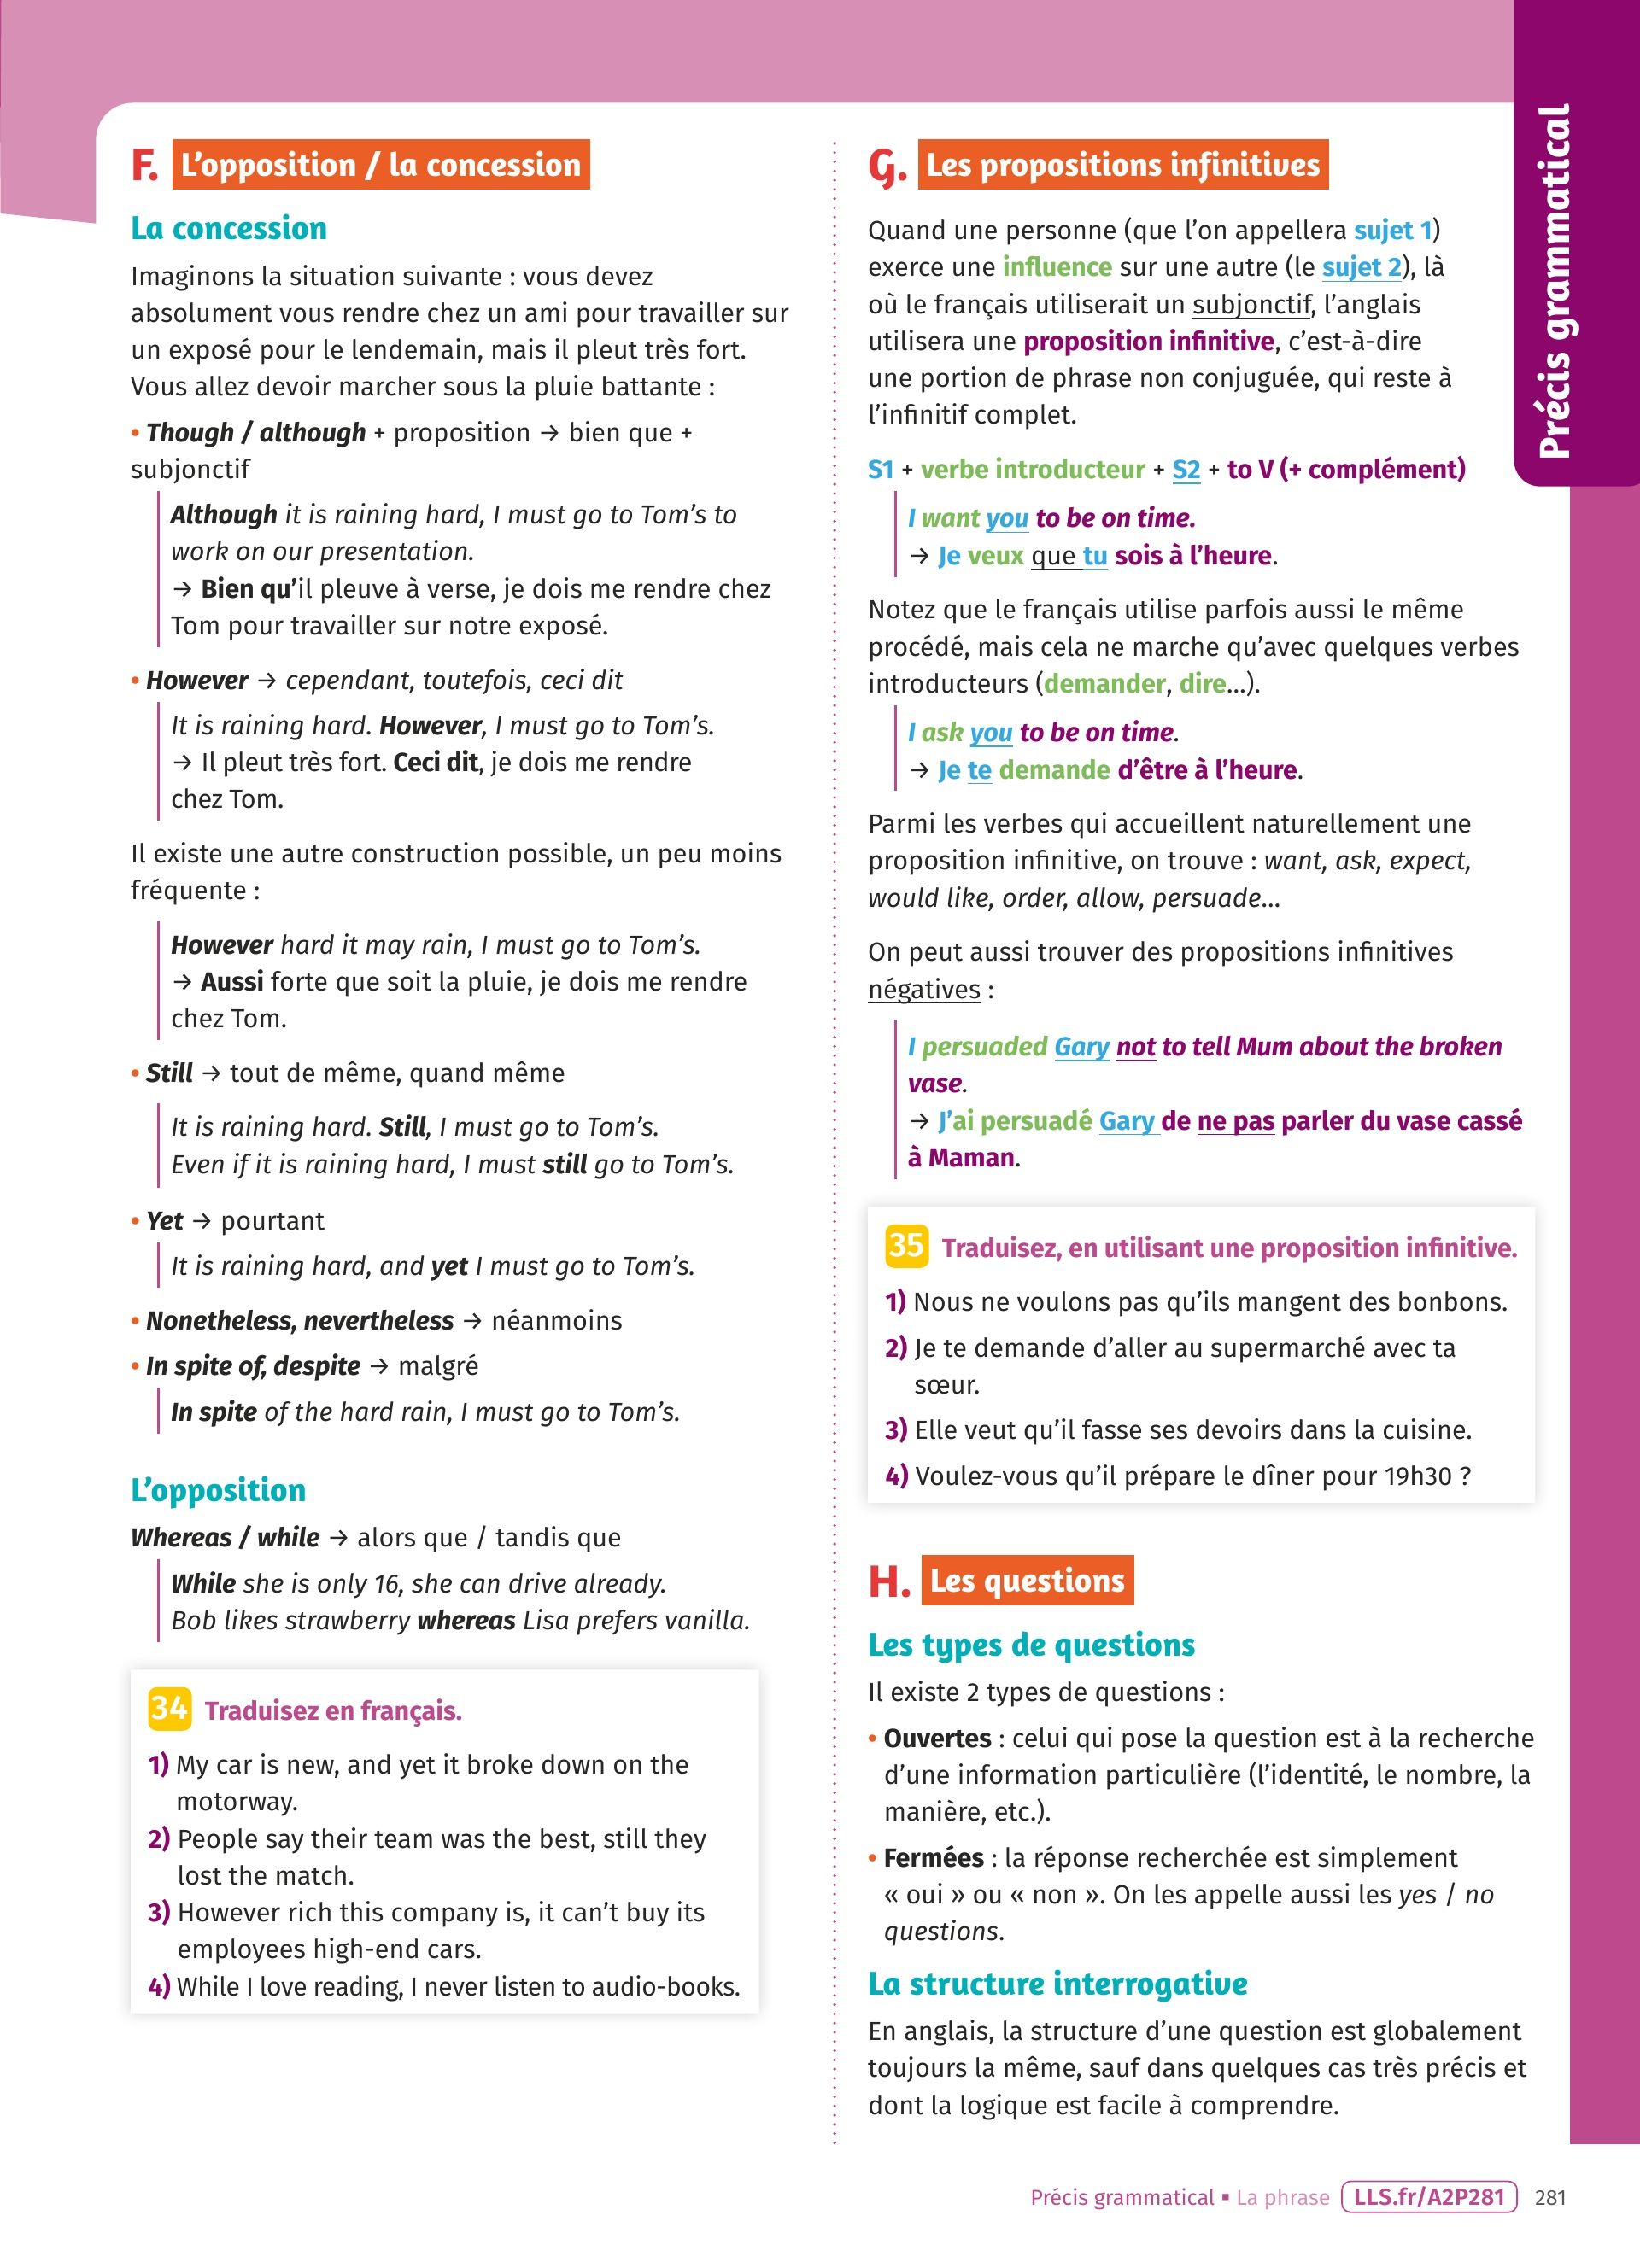 Précis grammatical
F. L’opposition / la concession
La concession
Imaginons la situation suivante : vous devez
absolument vous rendre chez un ami pour travailler sur
un exposé pour le lendemain, mais il pleut très fort.
Vous allez devoir marcher sous la pluie battante :
• Though / although + proposition → bien que +
subjonctif
Although it is raining hard, I must go to Tom’s to
work on our presentation.
→ Bien qu’il pleuve à verse, je dois me rendre chez
Tom pour travailler sur notre exposé.
• However → cependant, toutefois, ceci dit
It is raining hard. However, I must go to Tom’s.
→ Il pleut très fort. Ceci dit, je dois me rendre
chez Tom.
Il existe une autre construction possible, un peu moins
fréquente :
However hard it may rain, I must go to Tom’s.
→ Aussi forte que soit la pluie, je dois me rendre
chez Tom.
• Still → tout de même, quand même
It is raining hard. Still, I must go to Tom’s.
Even if it is raining hard, I must still go to Tom’s.
• Yet → pourtant
It is raining hard, and yet I must go to Tom’s.
• Nonetheless, nevertheless → néanmoins
• In spite of, despite → malgré
In spite of the hard rain, I must go to Tom’s.
L’opposition
Whereas / while → alors que / tandis que
While she is only 16, she can drive already.
Bob likes strawberry whereas Lisa prefers vanilla.
34 Traduisez en français.
1) My car is new, and yet it broke down on the
motorway.
2) People say their team was the best, still they
lost the match.
3) However rich this company is, it can’t buy its
employees high-end cars.
4) While I love reading, I never listen to audio-books.
G. Les propositions infinitives
Quand une personne (que l’on appellera sujet 1)
exerce une influence sur une autre (le sujet 2), là
où le français utiliserait un subjonctif, l’anglais
utilisera une proposition infinitive, c’est-à-dire
une portion de phrase non conjuguée, qui reste à
l’infinitif complet.
S1 + verbe introducteur + S2 + to V (+ complément)
I want you to be on time.
→ Je veux que tu sois à l’heure.
Notez que le français utilise parfois aussi le même
procédé, mais cela ne marche qu’avec quelques verbes
introducteurs (demander, dire…).
I ask you to be on time.
→ Je te demande d’être à l’heure.
Parmi les verbes qui accueillent naturellement une
proposition infinitive, on trouve : want, ask, expect,
would like, order, allow, persuade…
On peut aussi trouver des propositions infinitives
négatives :
I persuaded Gary not to tell Mum about the broken
vase.
→ J’ai persuadé Gary de ne pas parler du vase cassé
à Maman.
35 Traduisez, en utilisant une proposition infinitive.
1) Nous ne voulons pas qu’ils mangent des bonbons.
2) Je te demande d’aller au supermarché avec ta
sœur.
3) Elle veut qu’il fasse ses devoirs dans la cuisine.
4) Voulez-vous qu’il prépare le dîner pour 19h30 ?
H. Les questions
Les types de questions
Il existe 2 types de questions :
• Ouvertes : celui qui pose la question est à la recherche
d’une information particulière (l’identité, le nombre, la
manière, etc.).
• Fermées : la réponse recherchée est simplement
« oui » ou « non ». On les appelle aussi les yes / no
questions.
La structure interrogative
En anglais, la structure d’une question est globalement
toujours la même, sauf dans quelques cas très précis et
dont la logique est facile à comprendre.
Précis grammatical ▪ La phrase LLS.fr/A2P281 281